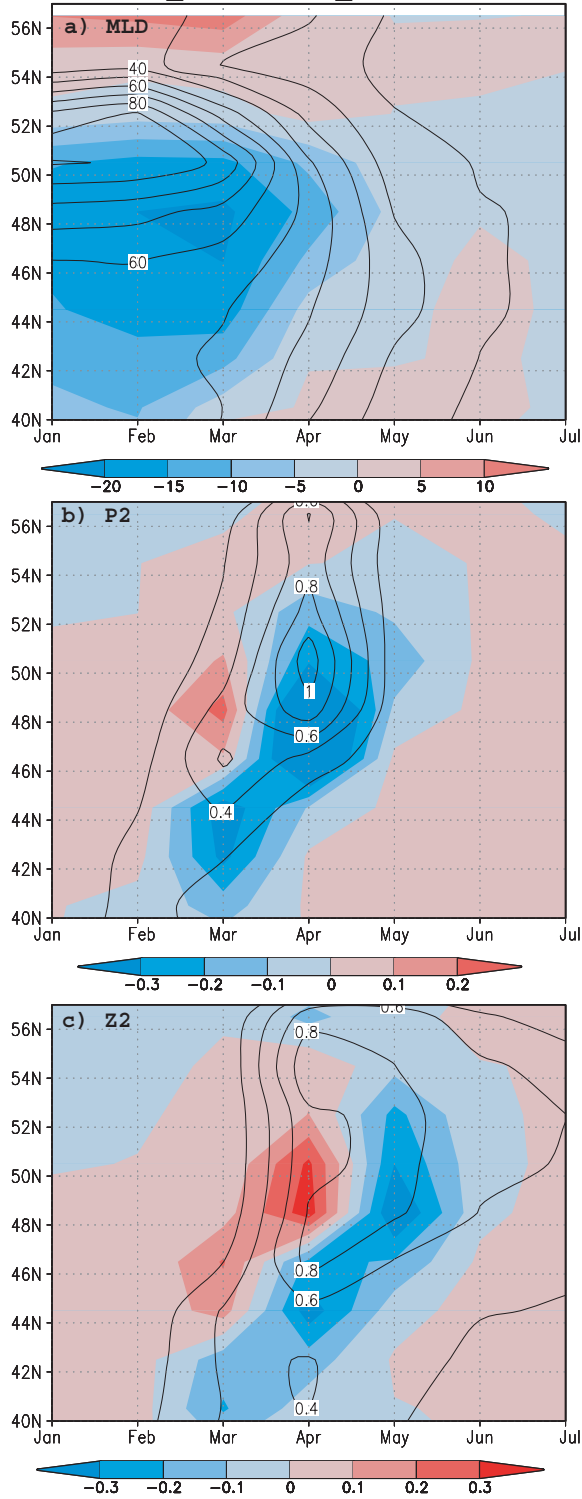 a) MLD
56N
54N
52N
50N
48N
46N
44N
42N
40N
40
60
80
60
Jan Feb Mar Apr May Jun Jul
-20 -15 -10 -5 0 5 10
b) P2
56N
54N
52N
50N
48N
46N
44N
42N
40N
0.8
1
0.6
0.4
Jan Feb Mar Apr May Jun Jul
-0.3 -0.2 -0.1 0 0.1 0.2
c) Z2
56N
54N
52N
50N
48N
46N
44N
42N
40N
0.6
0.8
0.8
0.6
0.4
Jan Feb Mar Apr May Jun Jul
-0.3 -0.2 -0.1 0 0.1 0.2 0.3